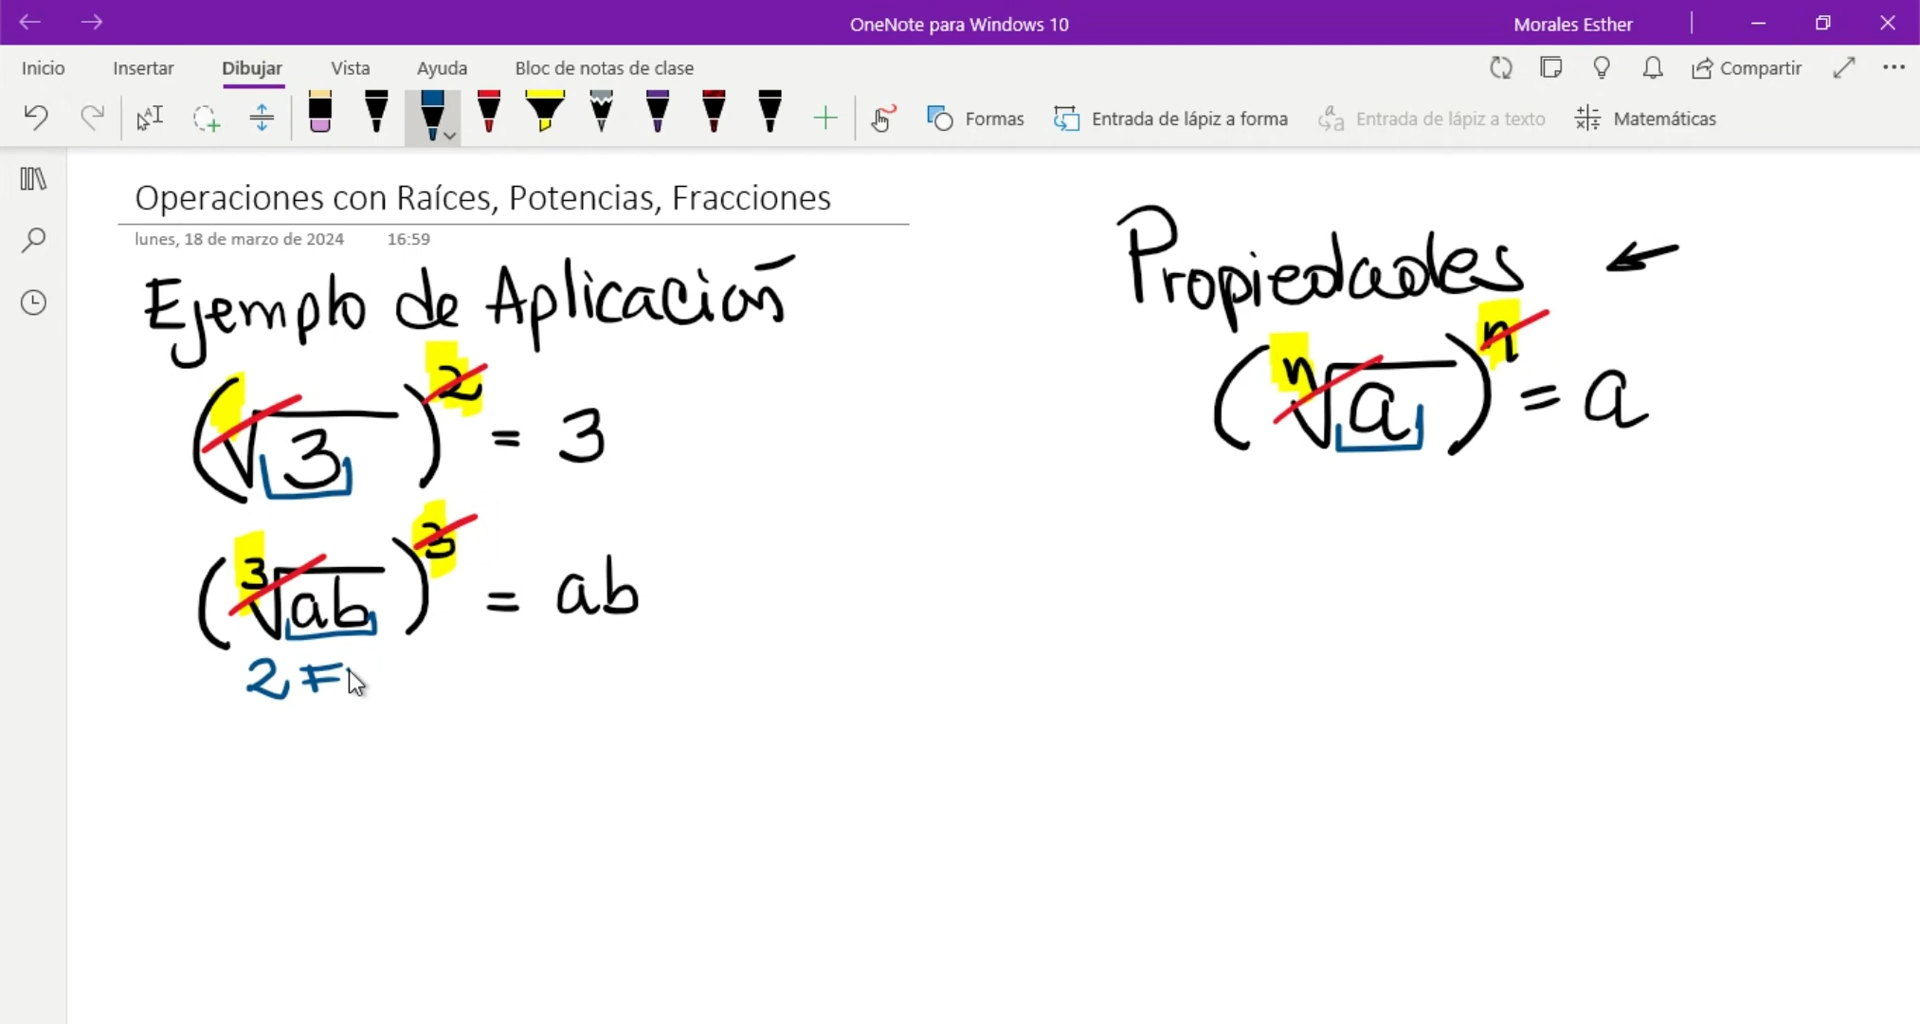 OneNote para Windows 10
Morales Esther
Inicio Insertar Dibujar Vista Ayuda Bloc de notas de clase
Compartir
Formas Entrada de lápiz a forma Entrada de lápiz a texto Matemáticas
Operaciones con Raíces, Potencias, Fracciones
lunes, 18 de marzo de 2024 16:59
Ejemplo de Aplicación
(√3)² = 3
(³√ab)³ = ab
2 F
Propiedades ←
(ⁿ√a)ⁿ = a